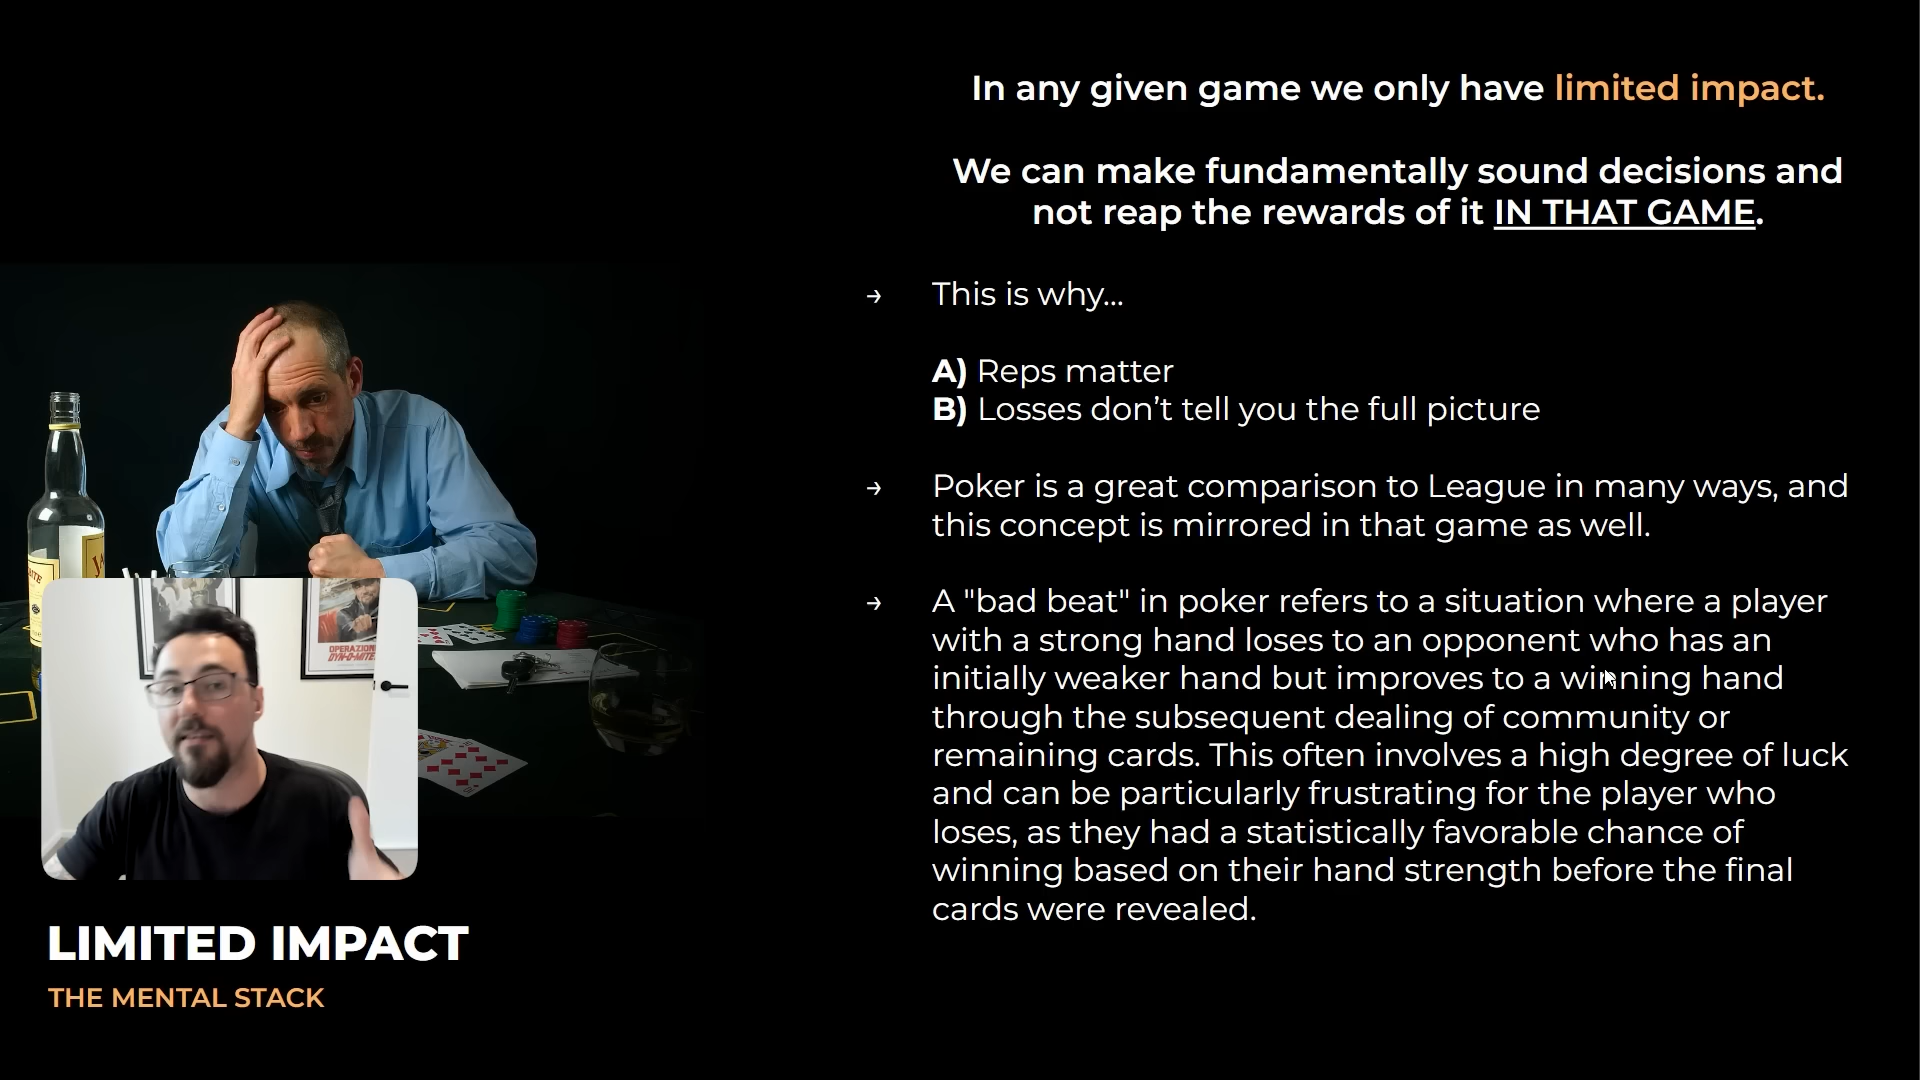 In any given game we only have limited impact.
We can make fundamentally sound decisions and
not reap the rewards of it IN THAT GAME.
→ This is why...
A) Reps matter
B) Losses don’t tell you the full picture
→ Poker is a great comparison to League in many ways, and
this concept is mirrored in that game as well.
→ A "bad beat" in poker refers to a situation where a player
with a strong hand loses to an opponent who has an
initially weaker hand but improves to a winning hand
through the subsequent dealing of community or
remaining cards. This often involves a high degree of luck
and can be particularly frustrating for the player who
loses, as they had a statistically favorable chance of
winning based on their hand strength before the final
cards were revealed.
OPERAZIONE
DYN-O-MITE!
LIMITED IMPACT
THE MENTAL STACK